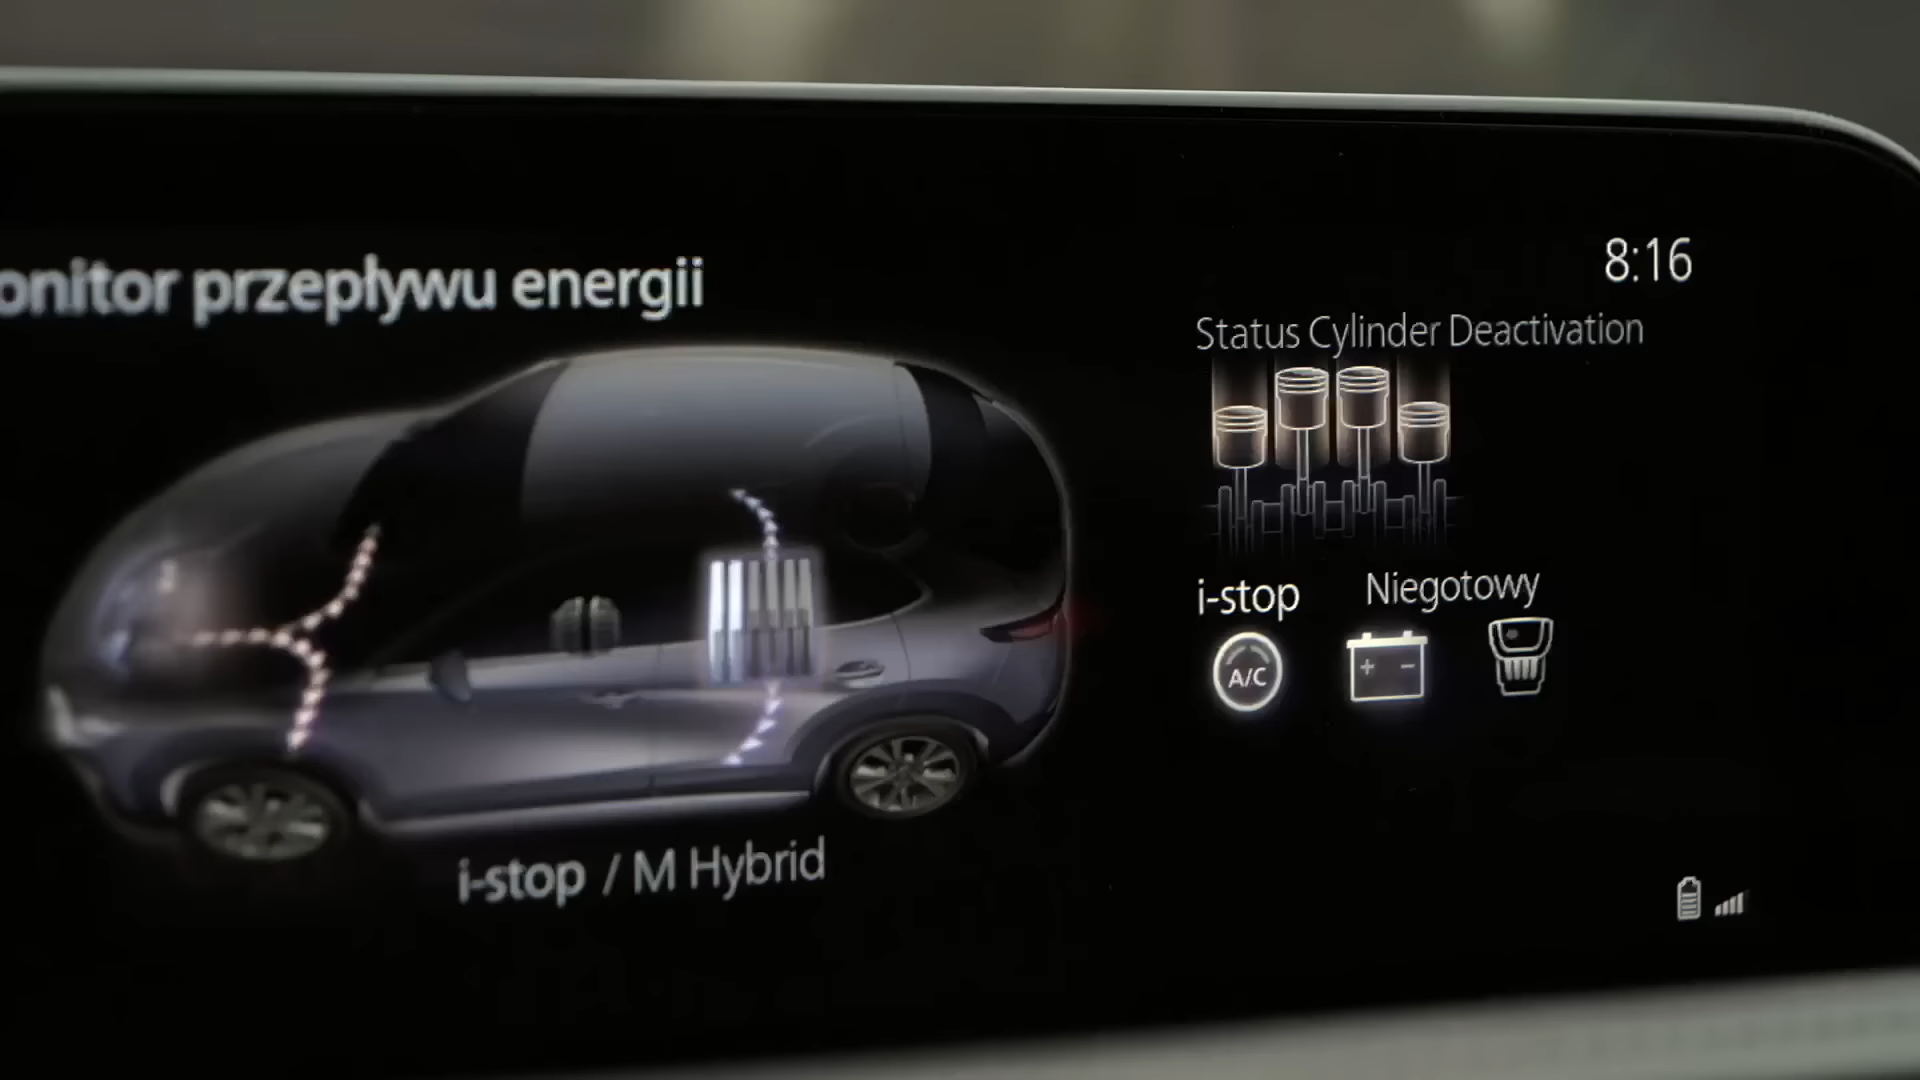 onitor przepływu energii
8:16
Status Cylinder Deactivation
i-stop Niegotowy
A/C
+ -
i-stop / M Hybrid